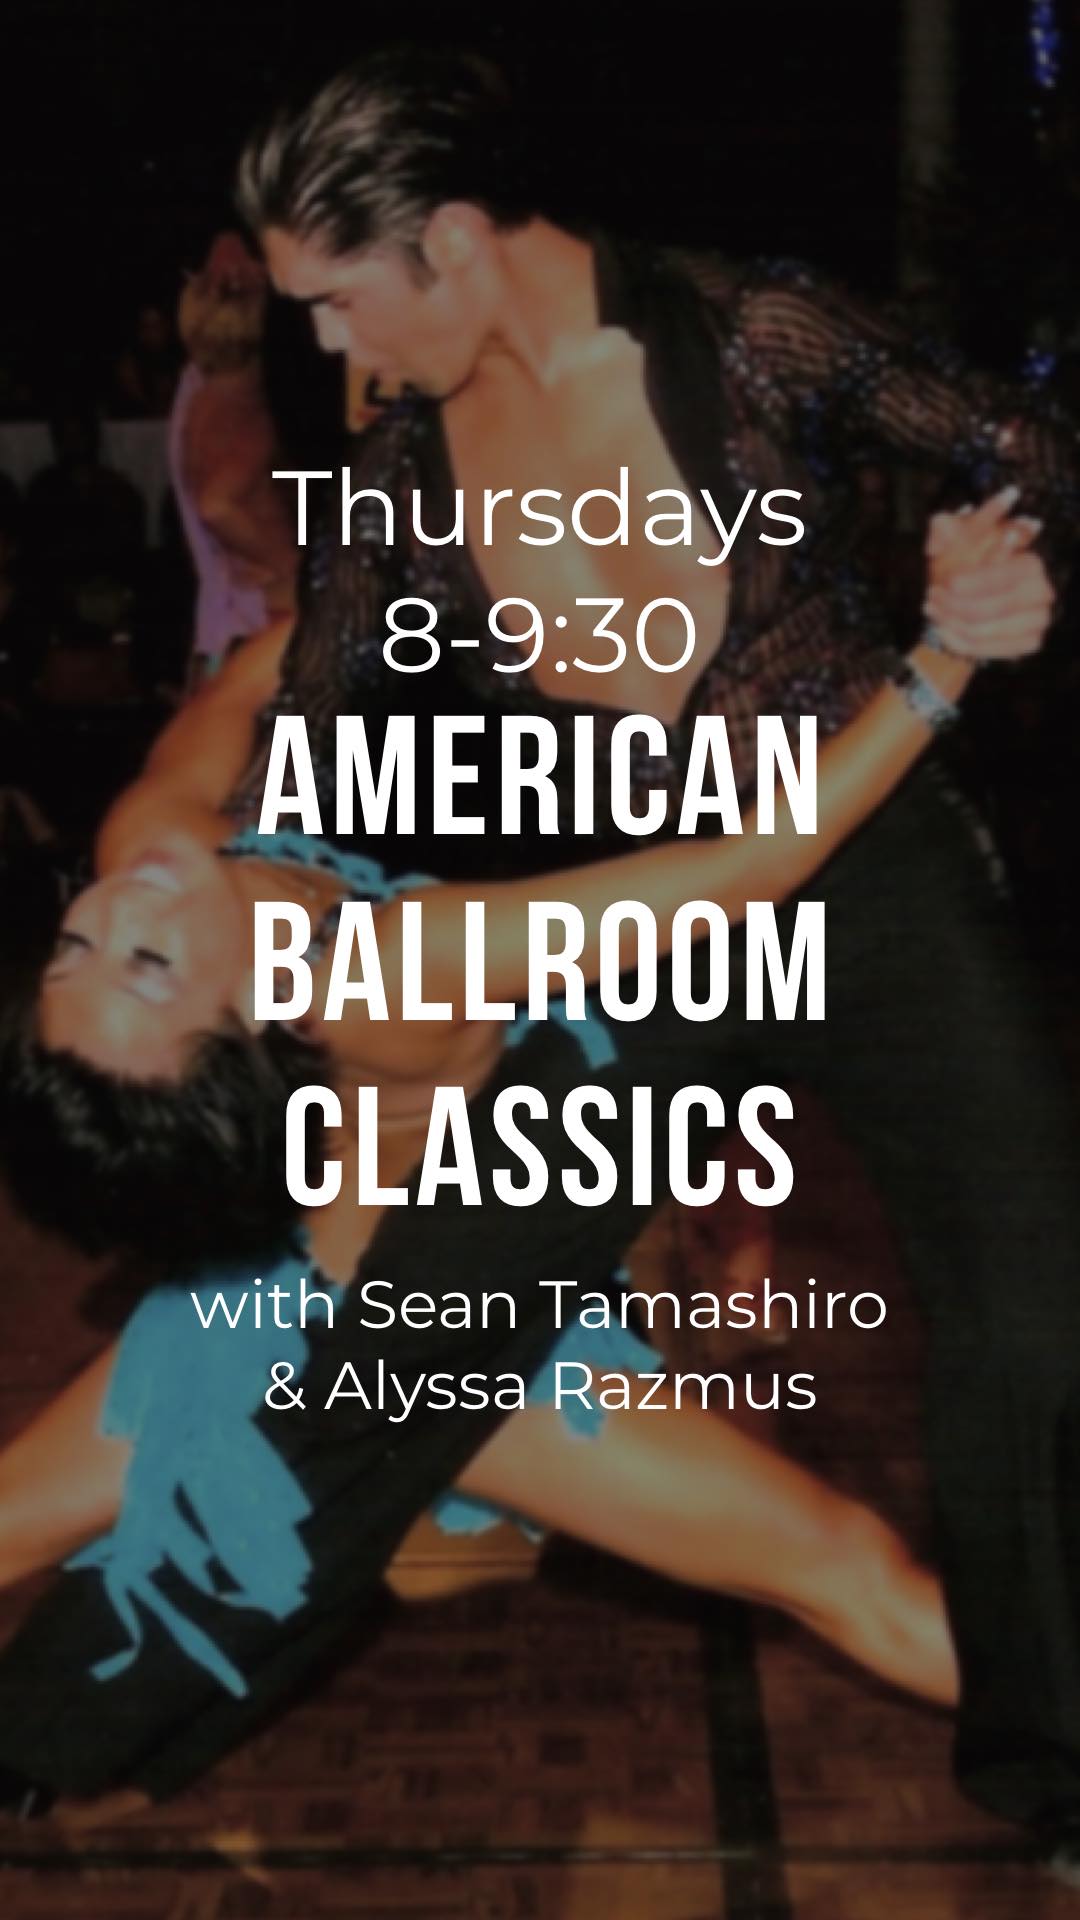 Thursdays
8-9:30
AMERICAN
BALLROOM
CLASSICS
with Sean Tamashiro
& Alyssa Razmus